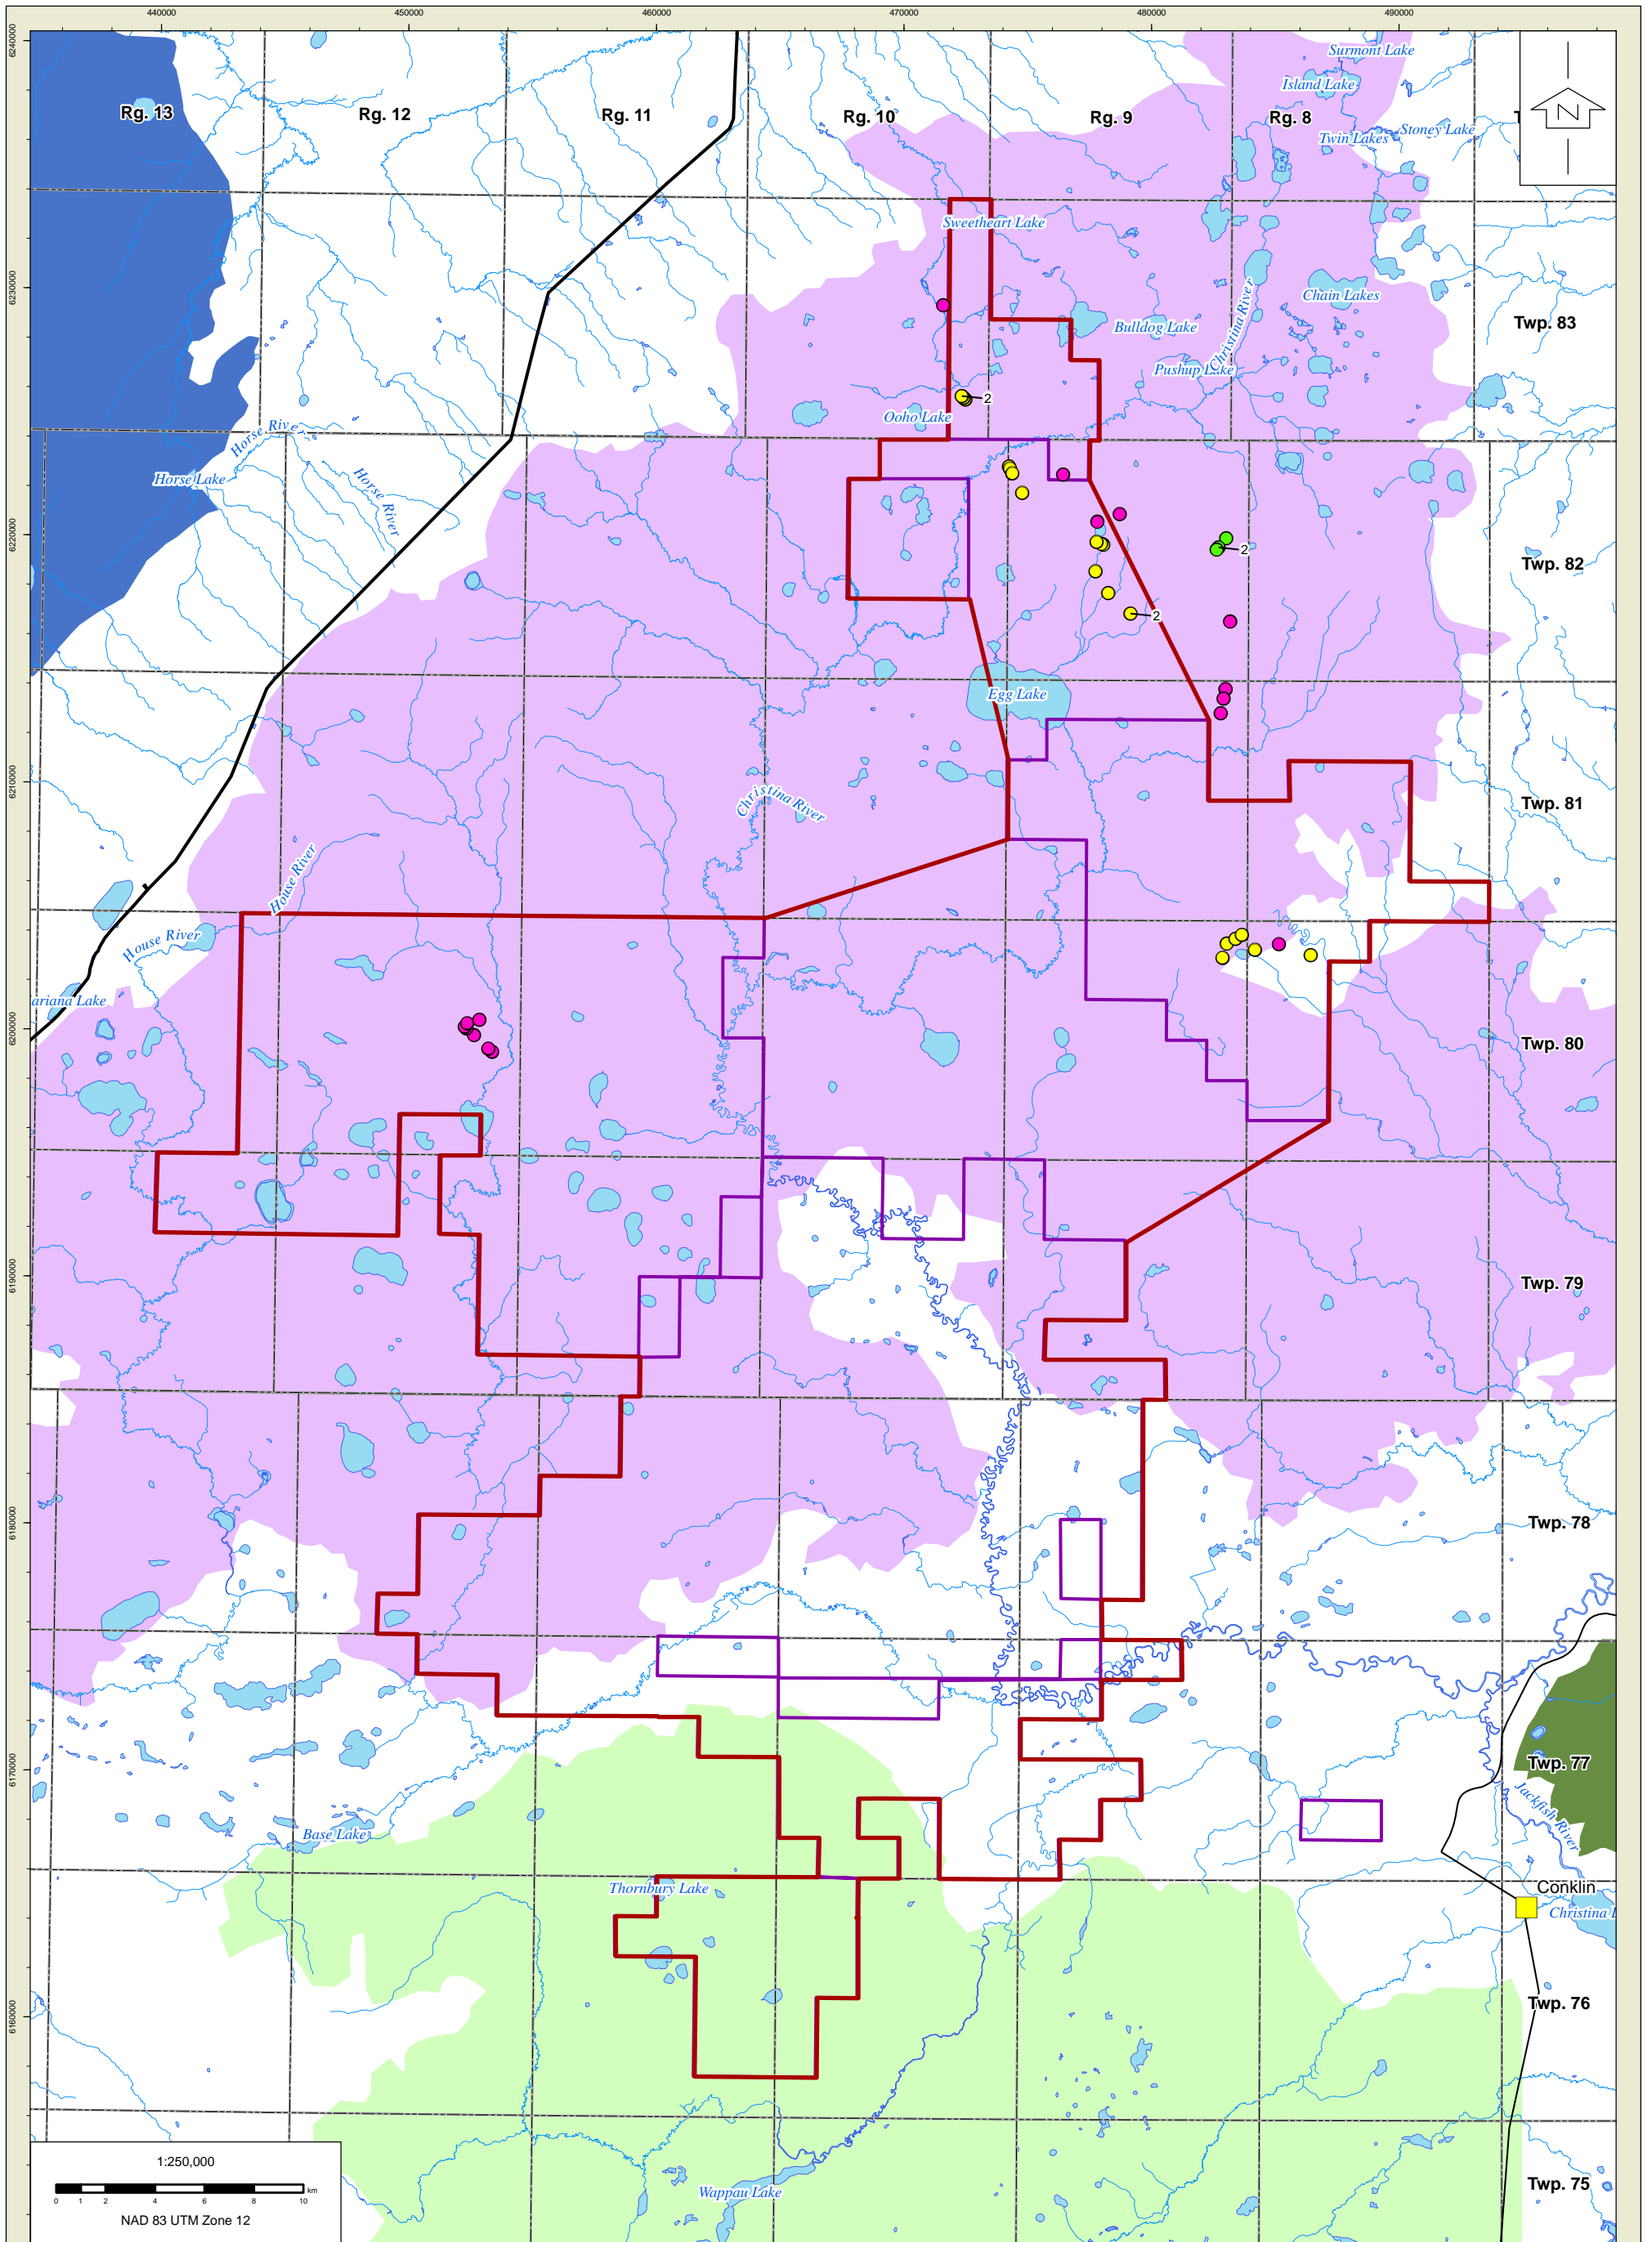 440000 450000 460000 470000 480000 490000
6240000
Surmont Lake
Island Lake
Rg. 13 Rg. 12 Rg. 11 Rg. 10 Rg. 9 Rg. 8
N
Stoney Lake
Twin Lakes
Sweetheart Lake
6230000
Chain Lakes
Christina River
Bulldog Lake
Twp. 83
Pushup Lake
2
Ooho Lake
Horse River
Horse Lake
Horse River
6220000
2
Twp. 82
2
Egg Lake
6210000
Christina River
Twp. 81
House River
House River
ariana Lake
6200000
Twp. 80
6190000
Twp. 79
6180000
Twp. 78
6170000
Twp. 77
Jackfish River
Base Lake
Thornbury Lake
Conklin
Christina L
6160000
Twp. 76
1:250,000
Twp. 75
Wappau Lake
0 1 2 4 6 8 10 km
NAD 83 UTM Zone 12